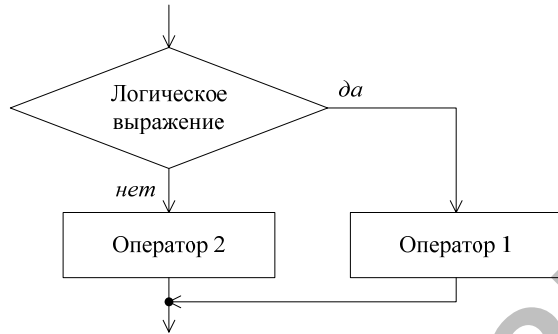 Логическое
выражение
да
нет
Оператор 2
Оператор 1